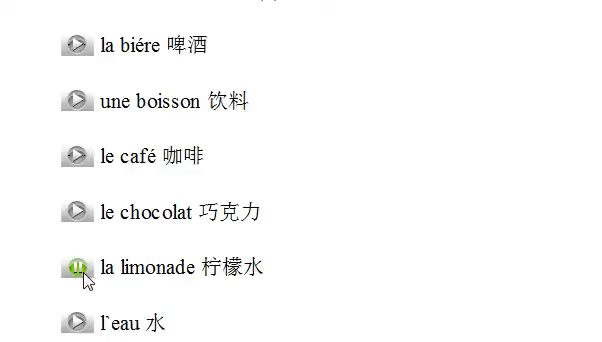 la biére 啤酒
une boisson 饮料
le café 咖啡
le chocolat 巧克力
la limonade 柠檬水
l`eau 水